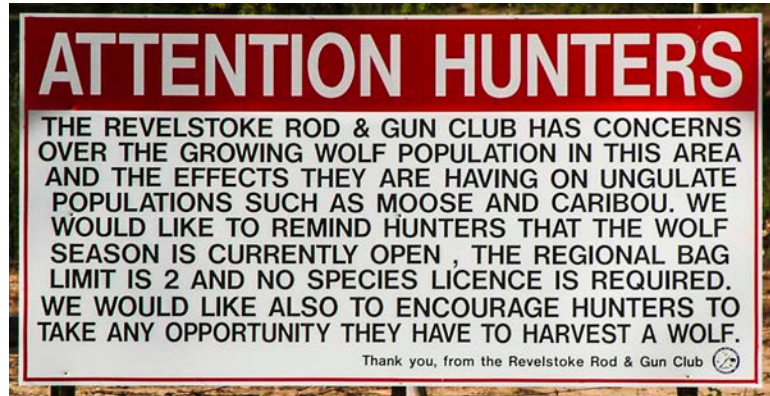 ATTENTION HUNTERS
THE REVELSTOKE ROD & GUN CLUB HAS CONCERNS
OVER THE GROWING WOLF POPULATION IN THIS AREA
AND THE EFFECTS THEY ARE HAVING ON UNGULATE
POPULATIONS SUCH AS MOOSE AND CARIBOU. WE
WOULD LIKE TO REMIND HUNTERS THAT THE WOLF
SEASON IS CURRENTLY OPEN , THE REGIONAL BAG
LIMIT IS 2 AND NO SPECIES LICENCE IS REQUIRED.
WE WOULD LIKE ALSO TO ENCOURAGE HUNTERS TO
TAKE ANY OPPORTUNITY THEY HAVE TO HARVEST A WOLF.
Thank you, from the Revelstoke Rod & Gun Club